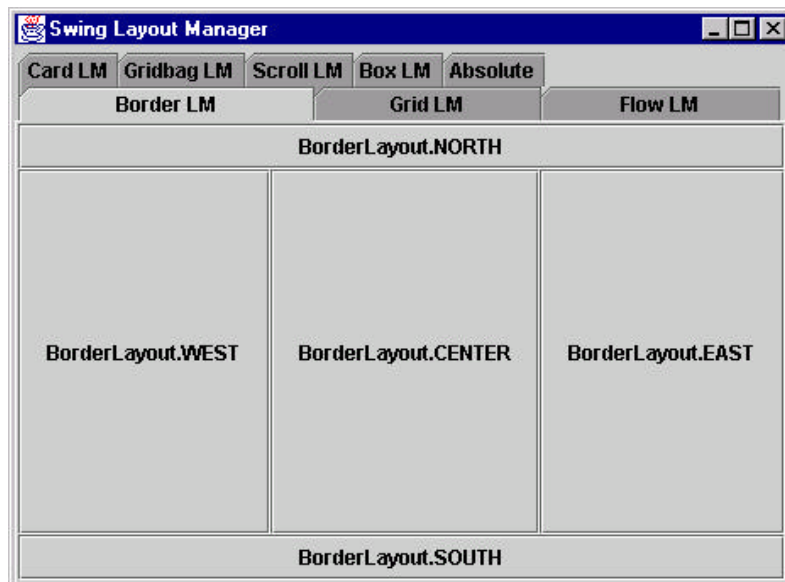 Swing Layout Manager
Card LM Gridbag LM Scroll LM Box LM Absolute
Border LM Grid LM Flow LM
BorderLayout.NORTH
BorderLayout.WEST BorderLayout.CENTER BorderLayout.EAST
BorderLayout.SOUTH